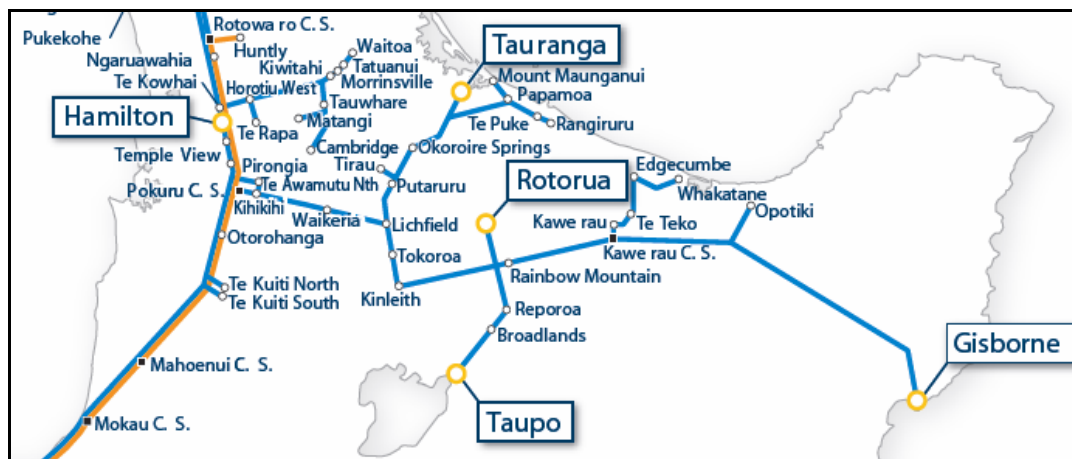 Pukekohe
Rotowa ro C. S.
Huntly
Ngaruawahia
Te Kowhai
Horotiu West
Kiwitahi
Waitoa
Tatuanui
Morrinsville
Tauwhare
Matangi
Cambridge
Te Rapa
Hamilton
Temple View
Tauranga
Mount Maunganui
Papamoa
Te Puke
Rangiruru
Okoroire Springs
Tirau
Putaruru
Pirongia
Te Awamutu Nth
Pokuru C. S.
Kihikihi
Waikeria
Lichfield
Otorohanga
Tokoroa
Kinleith
Te Kuiti North
Te Kuiti South
Rotorua
Edgecumbe
Whakatane
Opotiki
Kawe rau
Te Teko
Kawe rau C. S.
Rainbow Mountain
Reporoa
Broadlands
Mahoenui C. S.
Gisborne
Taupo
Mokau C. S.